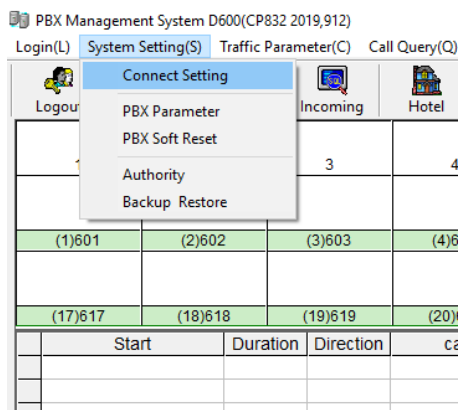 PBX Management System D600(CP832 2019,912)
Login(L) System Setting(S) Traffic Parameter(C) Call Query(Q)
Connect Setting
Incoming Hotel
PBX Parameter
PBX Soft Reset
3 4
Authority
Backup Restore
(1)601 (2)602 (3)603
(17)617 (18)618 (19)619
Start Duration Direction